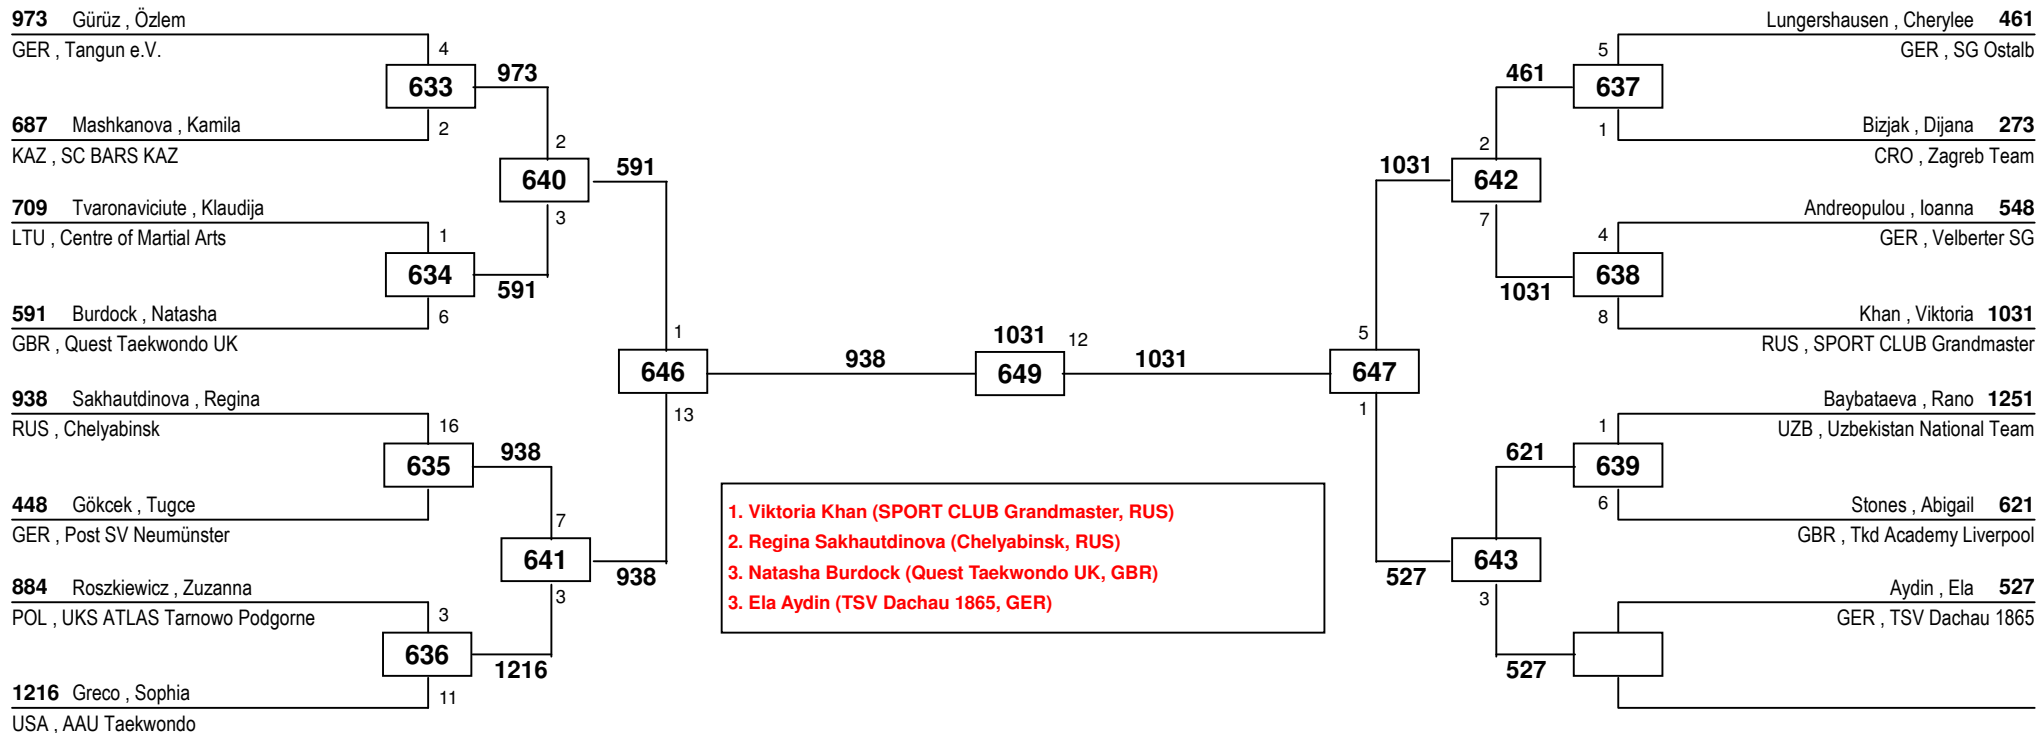 973 Gürüz , Özlem
GER , Tangun e.V.
4
633
973
687 Mashkanova , Kamila
2
KAZ , SC BARS KAZ
2
640
591
709 Tvaronaviciute , Klaudija
3
LTU , Centre of Martial Arts
1
634
591
591 Burdock , Natasha
6
GBR , Quest Taekwondo UK
1
646
938
938 Sakhautdinova , Regina
13
RUS , Chelyabinsk
16
635
938
448 Gökcek , Tugce
GER , Post SV Neumünster
7
641
938
884 Roszkiewicz , Zuzanna
3
POL , UKS ATLAS Tarnowo Podgorne
3
636
1216
1216 Greco , Sophia
11
USA , AAU Taekwondo
1031
12
649
1031
1. Viktoria Khan (SPORT CLUB Grandmaster, RUS)
2. Regina Sakhautdinova (Chelyabinsk, RUS)
3. Natasha Burdock (Quest Taekwondo UK, GBR)
3. Ela Aydin (TSV Dachau 1865, GER)
Lungershausen , Cherylee 461
5
GER , SG Ostalb
461
637
1
Bizjak , Dijana 273
CRO , Zagreb Team
2
1031
642
7
Andreopulou , Ioanna 548
4
GER , Velberter SG
638
1031
8
Khan , Viktoria 1031
RUS , SPORT CLUB Grandmaster
5
647
1
Baybataeva , Rano 1251
1
UZB , Uzbekistan National Team
621
639
6
Stones , Abigail 621
GBR , Tkd Academy Liverpool
643
527
3
Aydin , Ela 527
GER , TSV Dachau 1865
527